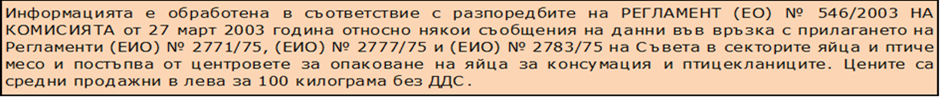 Информацията е обработена в съответствие с разпоредбите на РЕГЛАМЕНТ (ЕО) № 546/2003 НА
КОМИСИЯТА от 27 март 2003 година относно някои съобщения на данни във връзка с прилагането на
Регламенти (ЕИО) № 2771/75, (ЕИО) № 2777/75 и (ЕИО) № 2783/75 на Съвета в секторите яйца и птиче
месо и постъпва от центровете за опаковане на яйца за консумация и птицекланиците. Цените са
средни продажни в лева за 100 килограма без ДДС.